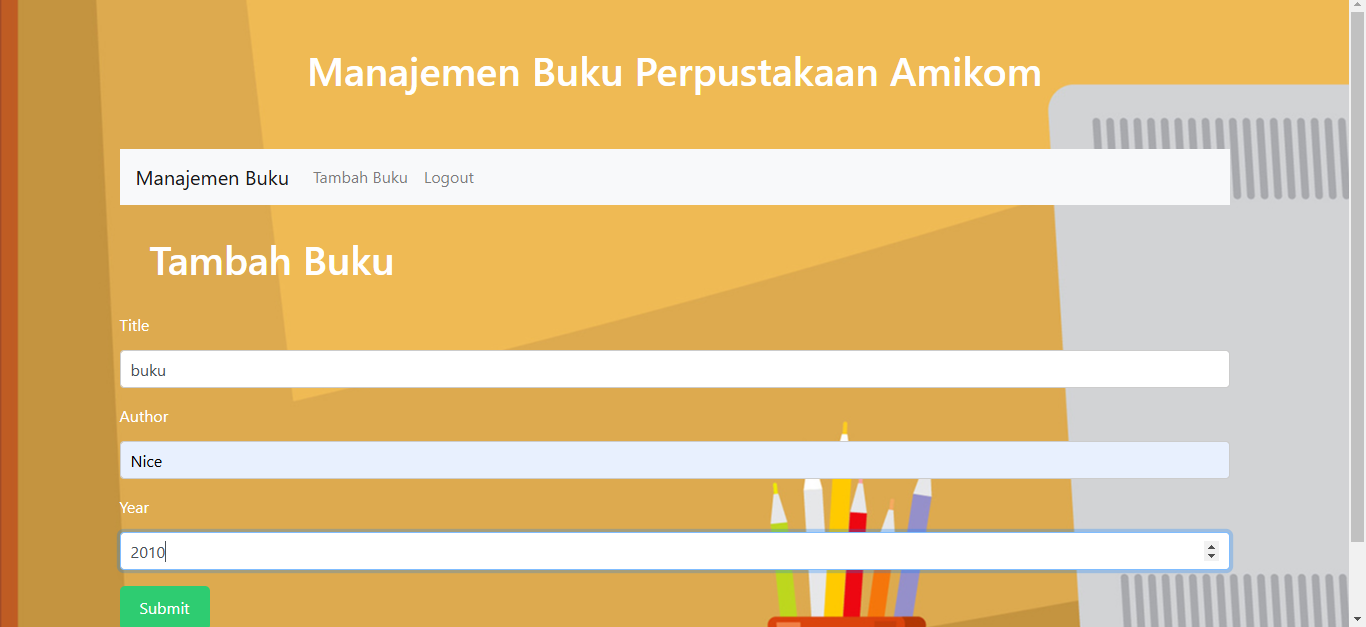 Manajemen Buku Perpustakaan Amikom
Manajemen Buku Tambah Buku Logout
Tambah Buku
Title
buku
Author
Nice
Year
2010
Submit